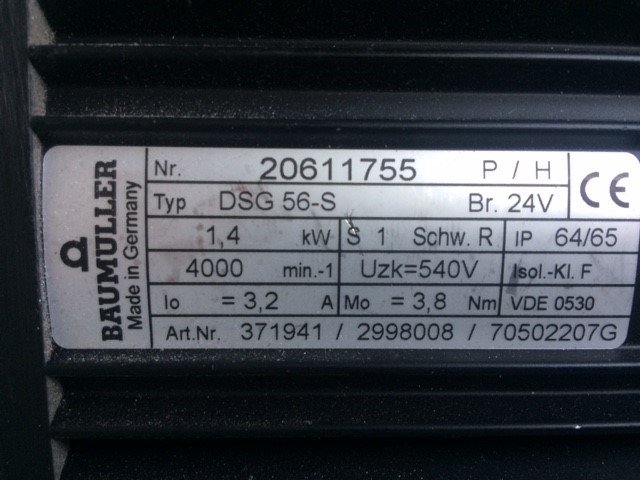 BAUMULLER
Made in Germany
Nr. 20611755 P / H
Typ DSG 56-S Br. 24V
CE
1,4 kW S 1 Schw. R IP 64/65
4000 min.-1 Uzk=540V Isol.-Kl. F
Io = 3,2 A Mo = 3,8 Nm VDE 0530
Art.Nr. 371941 / 2998008 / 70502207G